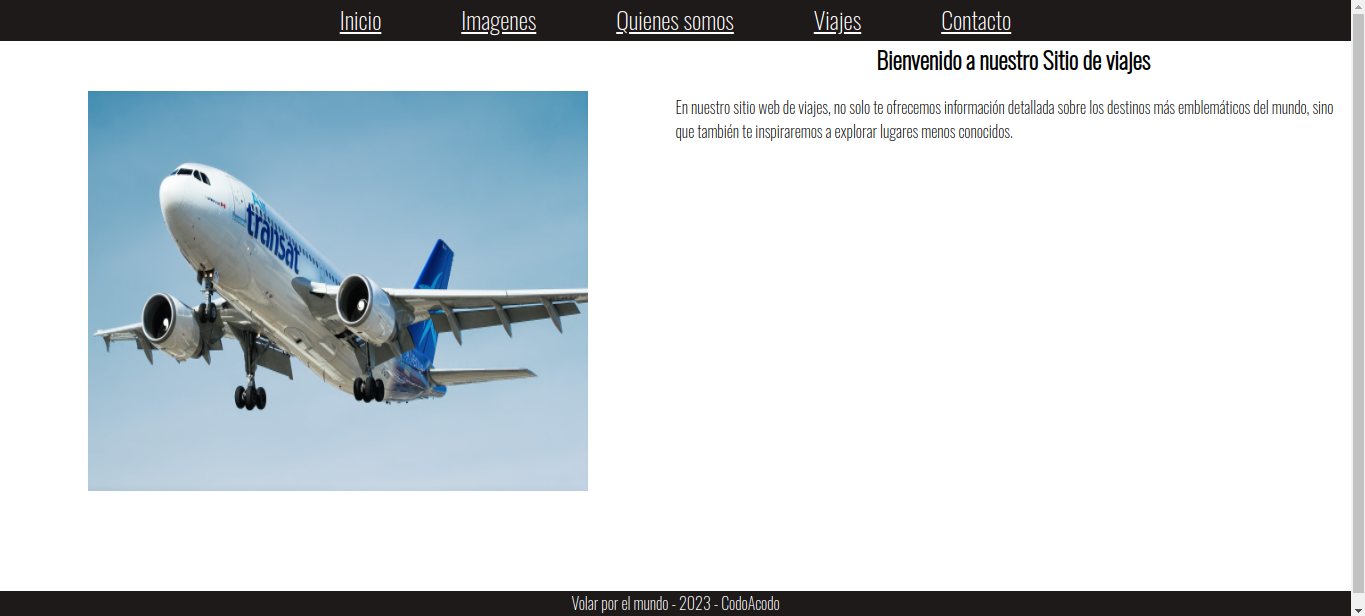 Inicio Imagenes Quienes somos Viajes Contacto
Bienvenido a nuestro Sitio de viajes
En nuestro sitio web de viajes, no solo te ofrecemos información detallada sobre los destinos más emblemáticos del mundo, sino
que también te inspiraremos a explorar lugares menos conocidos.
Air
transat
Volar por el mundo - 2023 - CodoAcodo